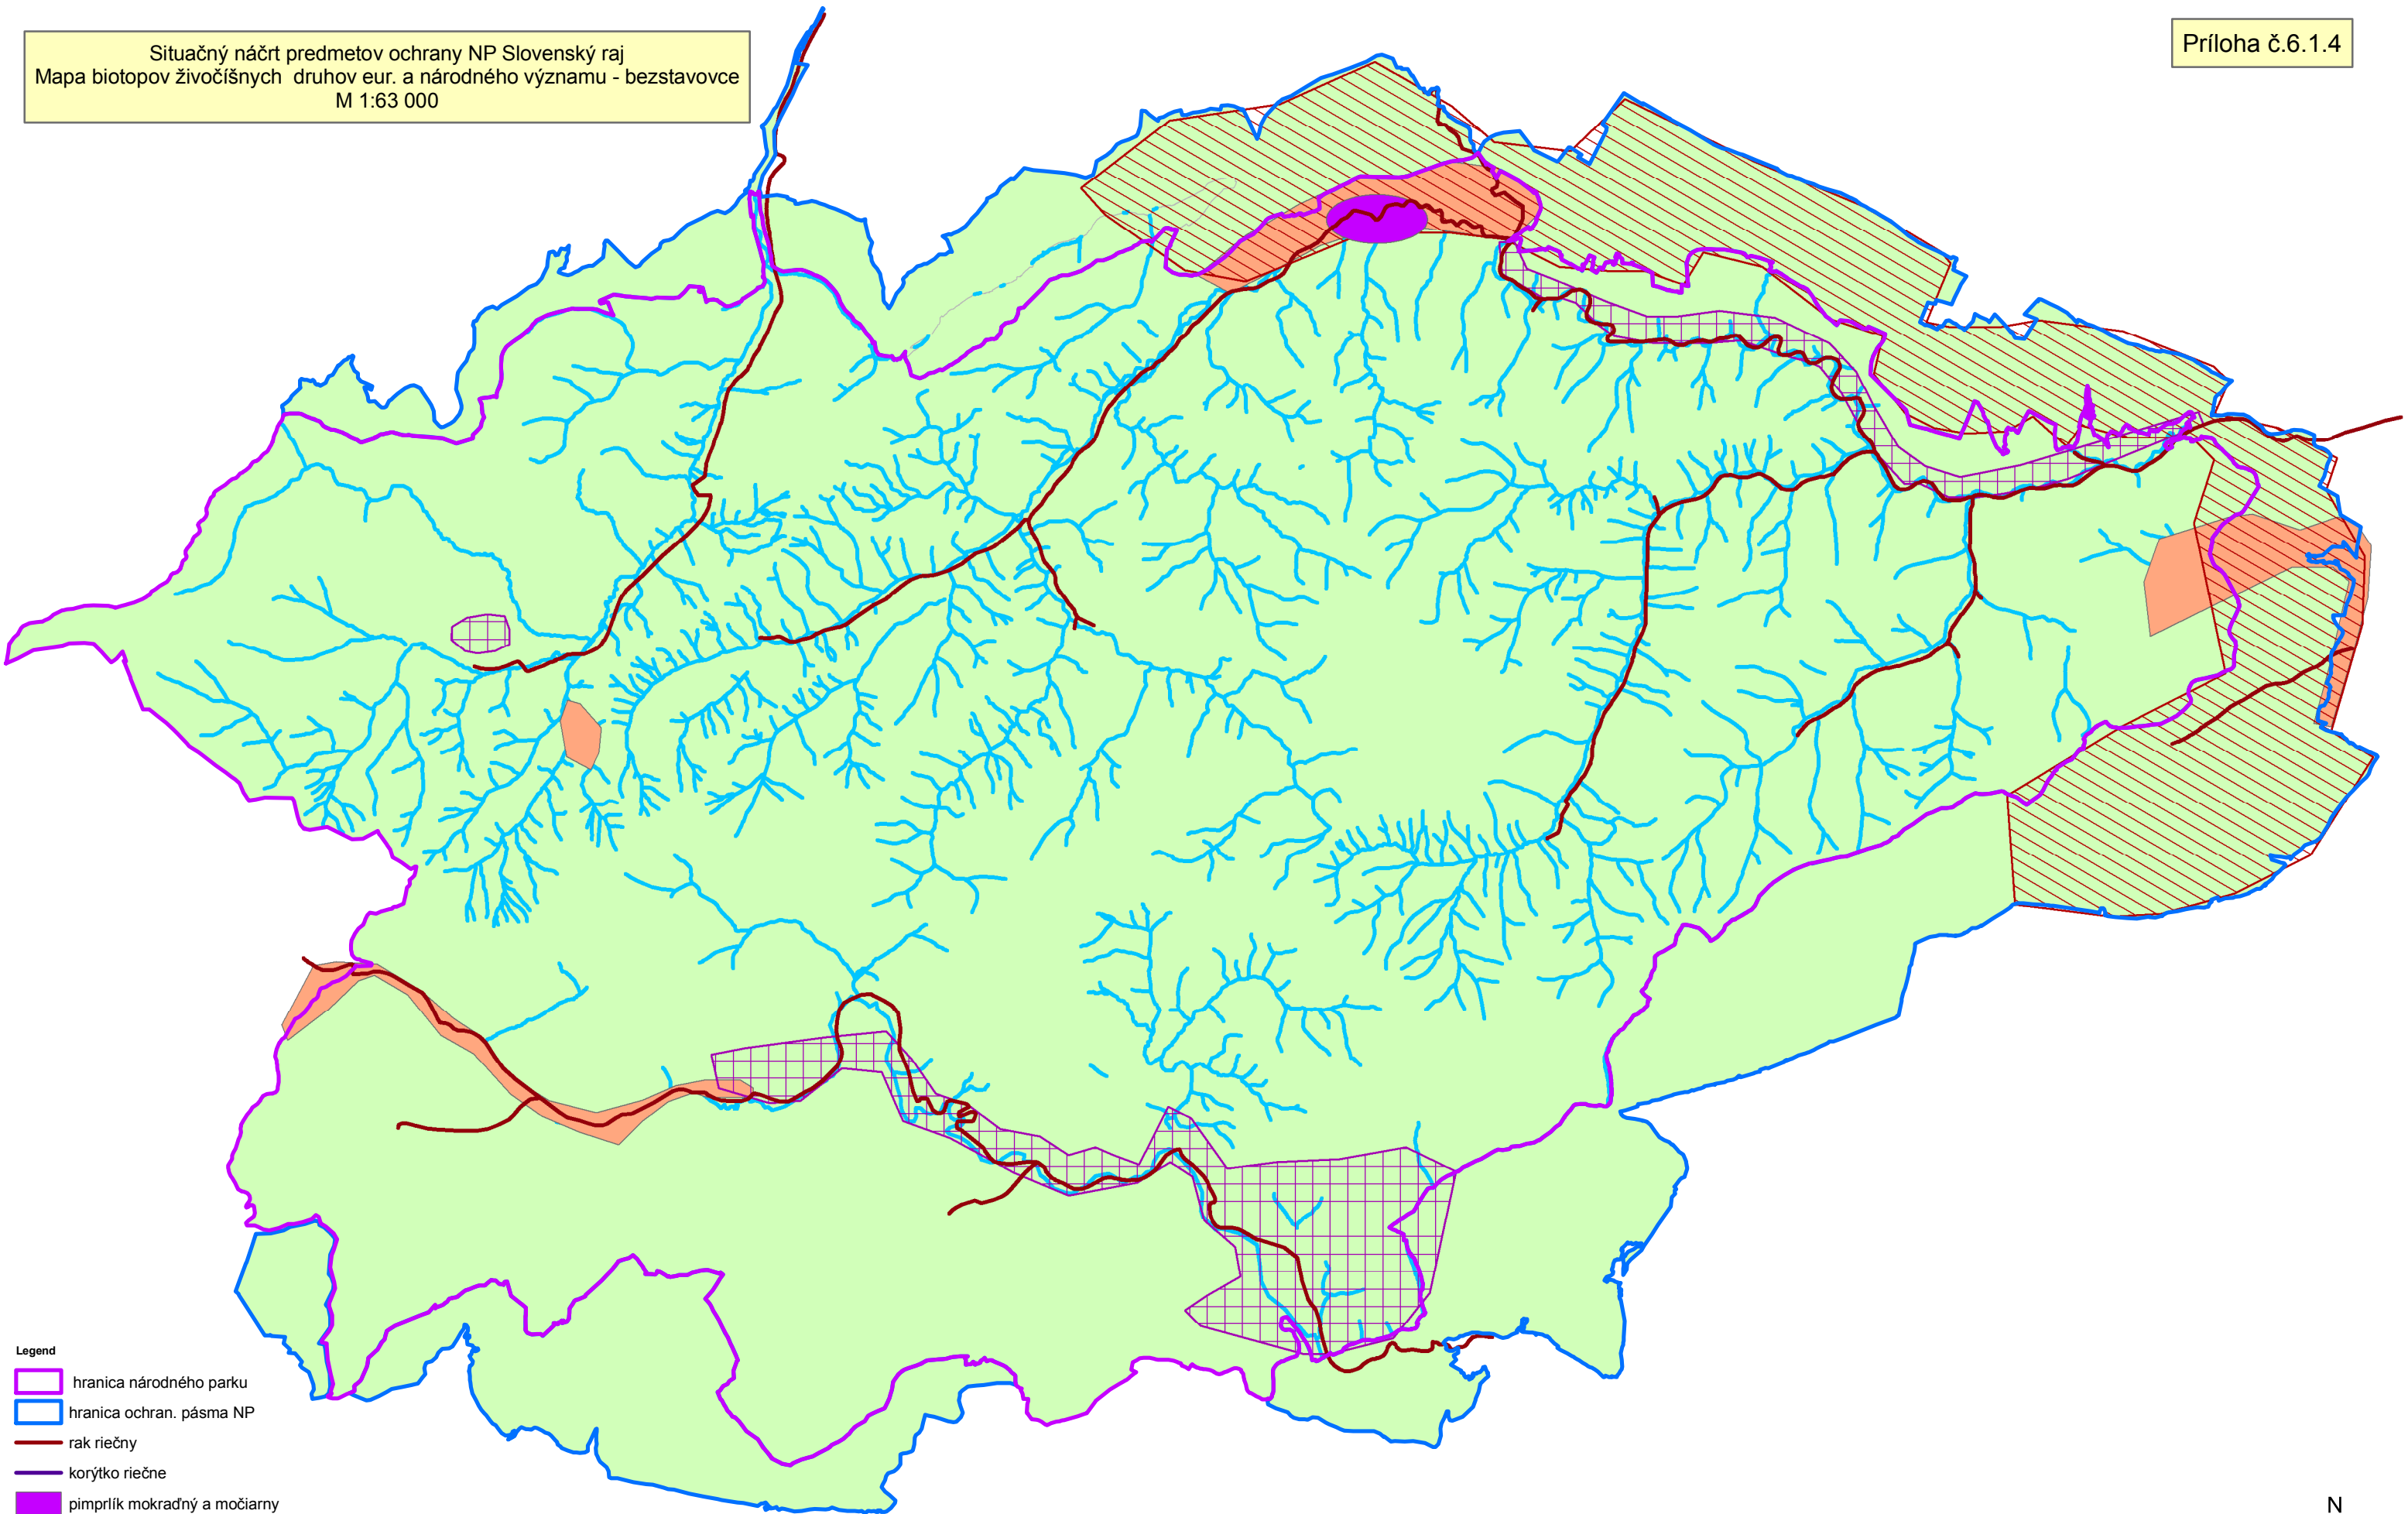 Situačný náčrt predmetov ochrany NP Slovenský raj
Mapa biotopov živočíšnych druhov eur. a národného významu - bezstavovce
M 1:63 000
Príloha č.6.1.4
Legend
hranica národného parku
hranica ochran. pásma NP
rak riečny
korýtko riečne
pimprlík mokraďný a močiarny
N